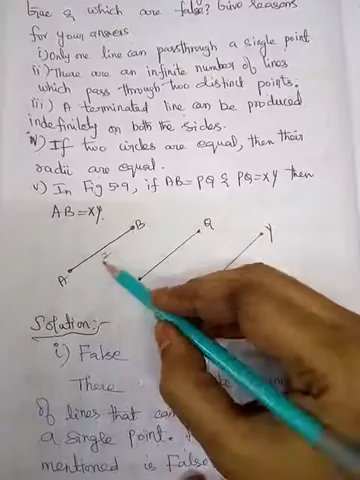 true & which are false? Give reasons
for your answers
i) Only one line can pass through a single point
ii) There are an infinite number of lines
which pass through two distinct points.
iii) A terminated line can be produced
indefinitely on both the sides.
iv) If two circles are equal, then their
radii are equal.
v) In Fig 5.9, if AB=PQ & PQ=XY then
AB=XY.
A B Q Y
Solution:-
i) False
There
of lines that can
a single point.
mentioned is False